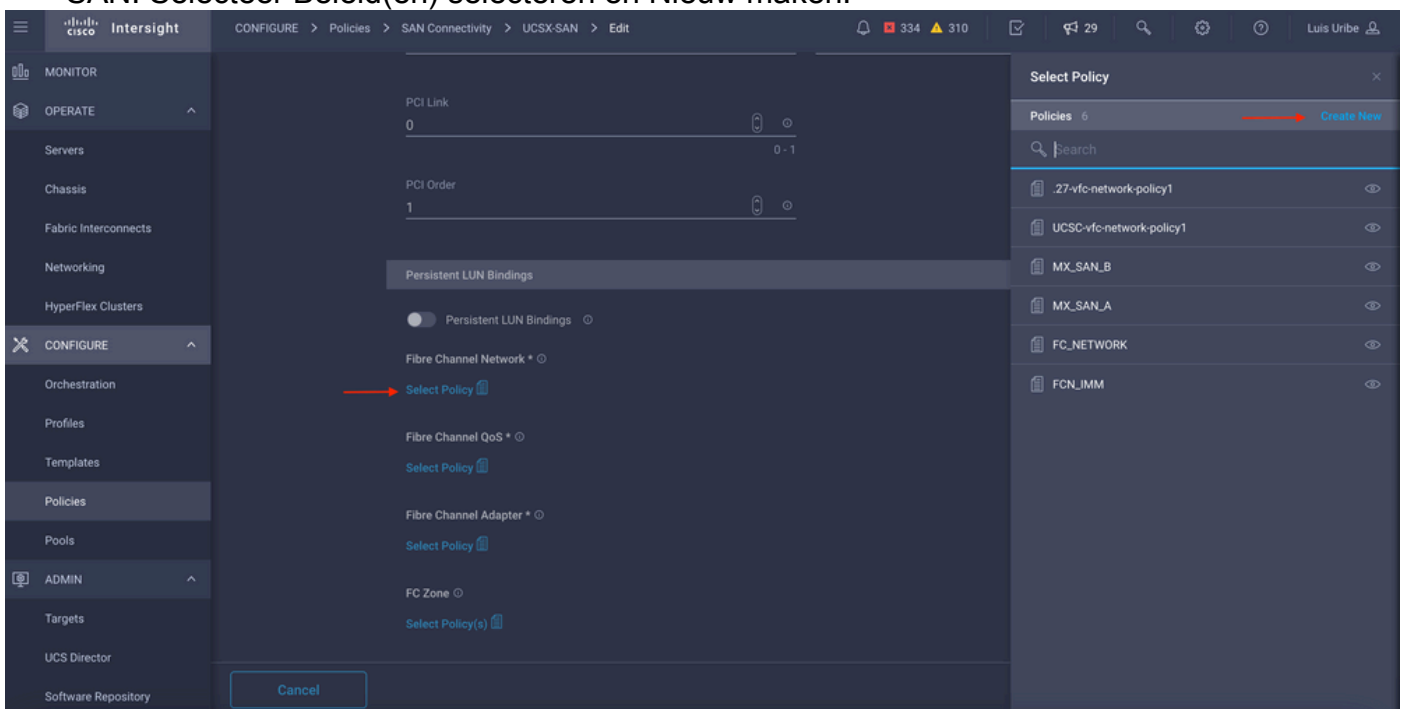 SAN. Selecteer Beleid(en) selecteren en Nieuw maken.
cisco Intersight
CONFIGURE > Policies > SAN Connectivity > UCSX-SAN > Edit
334 310
29
Luis Uribe
MONITOR
OPERATE
Servers
Chassis
Fabric Interconnects
Networking
HyperFlex Clusters
CONFIGURE
Orchestration
Profiles
Templates
Policies
Pools
ADMIN
Targets
UCS Director
Software Repository
PCI Link
0
0 - 1
PCI Order
1
Persistent LUN Bindings
Persistent LUN Bindings
Fibre Channel Network *
Select Policy
Fibre Channel QoS *
Select Policy
Fibre Channel Adapter *
Select Policy
FC Zone
Select Policy(s)
Cancel
Select Policy
Policies 6
Create New
Search
.27-vfc-network-policy1
UCSC-vfc-network-policy1
MX_SAN_B
MX_SAN_A
FC_NETWORK
FCN_IMM